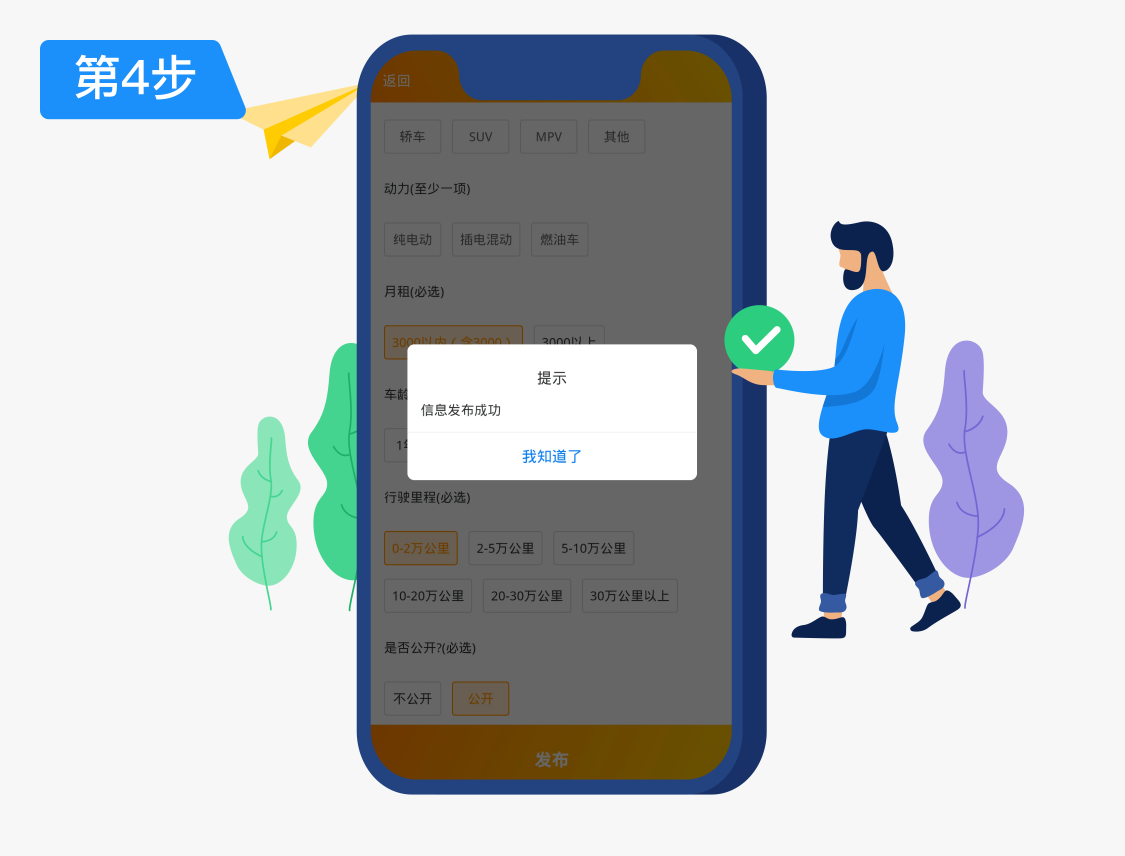 第4步
返回
轿车 SUV MPV 其他
动力(至少一项)
纯电动 插电混动 燃油车
月租(必选)
3000以内（含3000） 3000以上
车龄
提示
信息发布成功
1年
我知道了
行驶里程(必选)
0-2万公里 2-5万公里 5-10万公里
10-20万公里 20-30万公里 30万公里以上
是否公开?(必选)
不公开 公开
发布